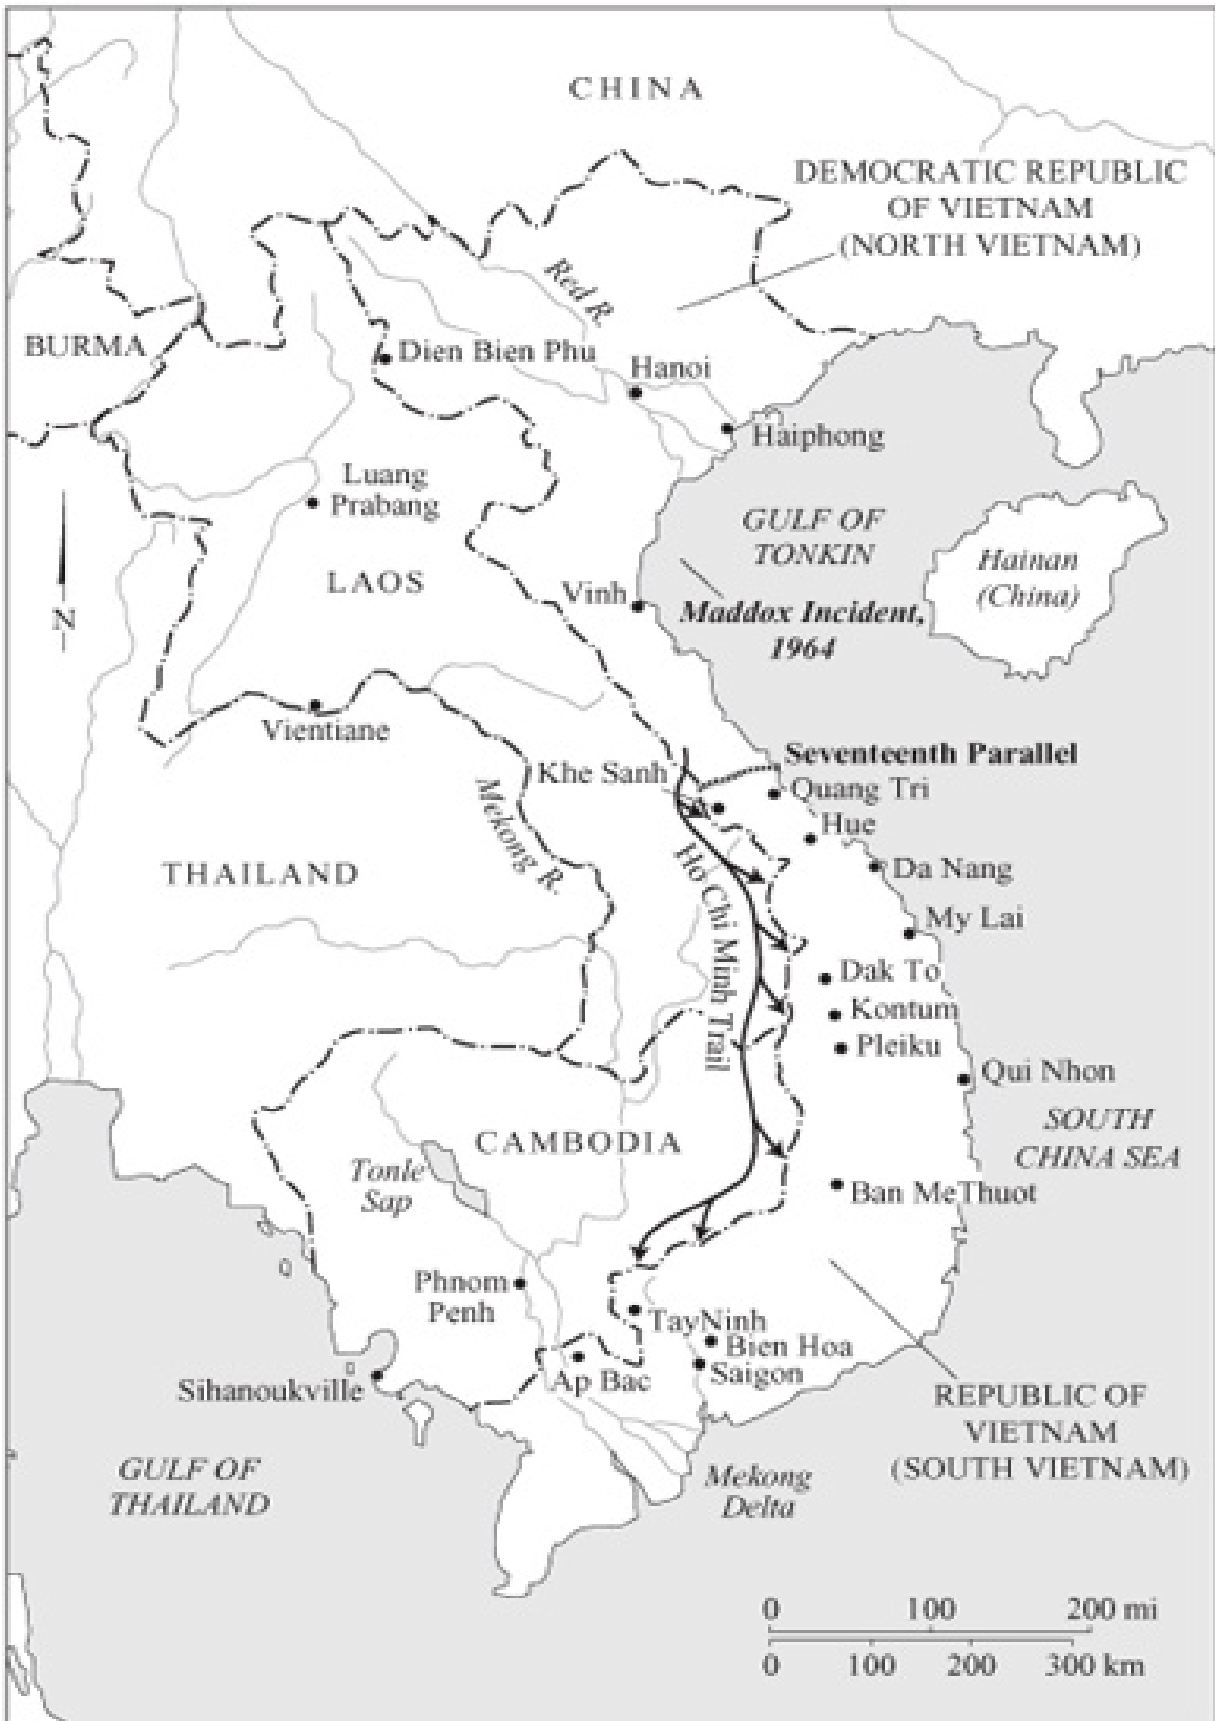 CHINA
DEMOCRATIC REPUBLIC
OF VIETNAM
(NORTH VIETNAM)
Red R.
BURMA
Dien Bien Phu
Hanoi
Haiphong
Luang
Prabang
GULF OF
TONKIN
Hainan
(China)
LAOS
Vinh
Maddox Incident,
1964
N
Vientiane
Seventeenth Parallel
Khe Sanh
Quang Tri
Mekong R.
Hue
Ho Chi Minh Trail
THAILAND
Da Nang
My Lai
Dak To
Kontum
Pleiku
Qui Nhon
SOUTH
CHINA SEA
CAMBODIA
Tonle
Sap
Ban MeThuot
Phnom
Penh
TayNinh
Bien Hoa
Saigon
Ap Bac
Sihanoukville
REPUBLIC OF
VIETNAM
(SOUTH VIETNAM)
GULF OF
THAILAND
Mekong
Delta
0 100 200 mi
0 100 200 300 km